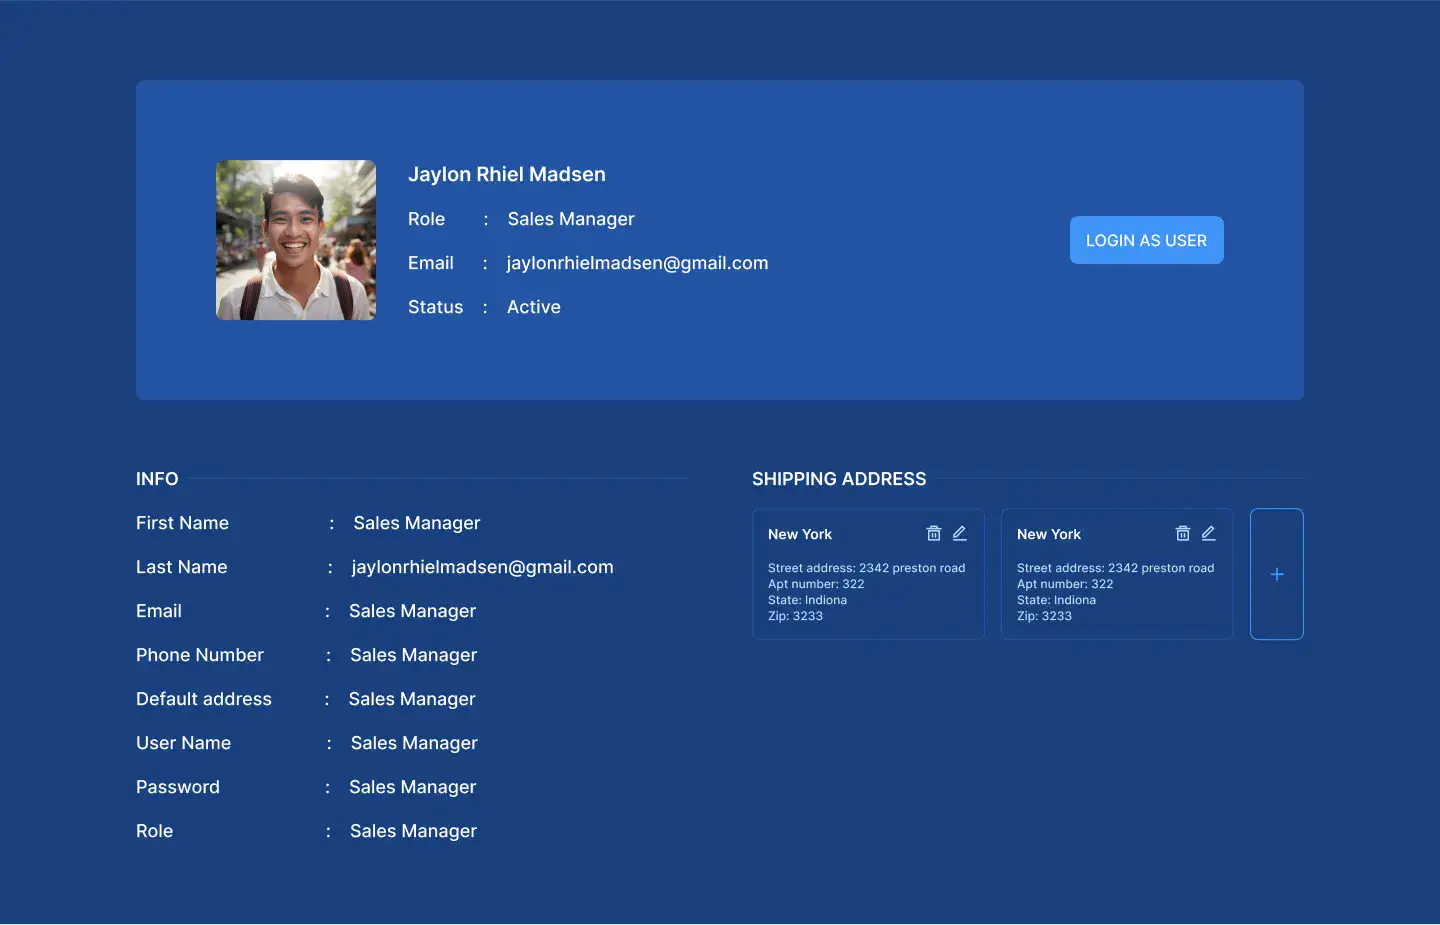 Jaylon Rhiel Madsen
Role : Sales Manager
Email : jaylonrhielmadsen@gmail.com
Status : Active
LOGIN AS USER
INFO
First Name : Sales Manager
Last Name : jaylonrhielmadsen@gmail.com
Email : Sales Manager
Phone Number : Sales Manager
Default address : Sales Manager
User Name : Sales Manager
Password : Sales Manager
Role : Sales Manager
SHIPPING ADDRESS
New York
Street address: 2342 preston road
Apt number: 322
State: Indiona
Zip: 3233
New York
Street address: 2342 preston road
Apt number: 322
State: Indiona
Zip: 3233
+